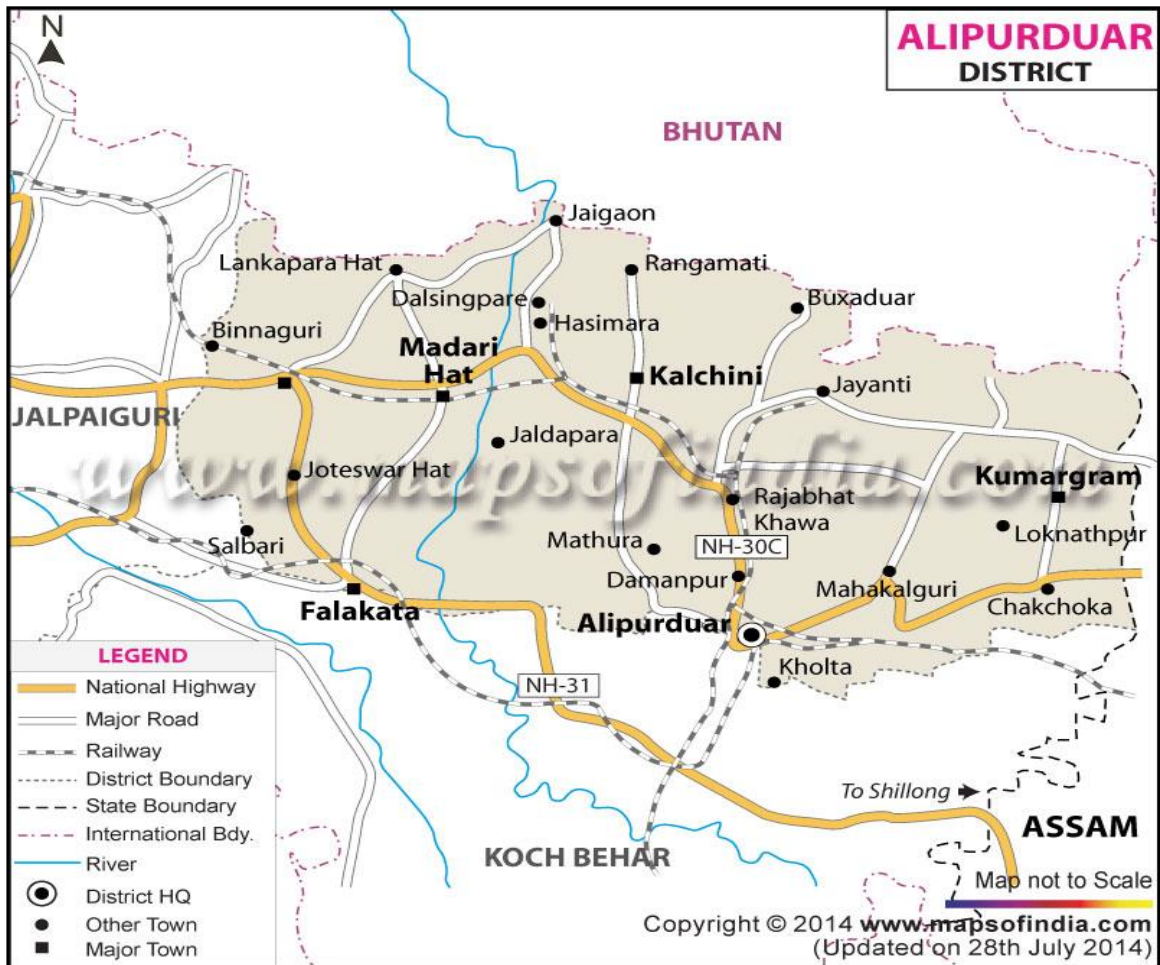 N
ALIPURDUAR
DISTRICT
BHUTAN
Jaigaon
Lankapara Hat
Rangamati
Dalsingpare
Buxaduar
Hasimara
Binnaguri
Madari
Hat
Kalchini
Jayanti
JALPAIGURI
Jaldapara
www.mapsofindia.com
Joteswar Hat
Kumargram
Rajabhat
Khawa
Loknathpur
Salbari
Mathura
NH-30C
Damanpur
Mahakalguri
Chakchoka
Falakata
Alipurduar
Kholta
NH-31
LEGEND
National Highway
Major Road
Railway
District Boundary
State Boundary
International Bdy.
River
District HQ
Other Town
Major Town
To Shillong
ASSAM
KOCH BEHAR
Map not to Scale
Copyright © 2014 www.mapsofindia.com
(Updated on 28th July 2014)